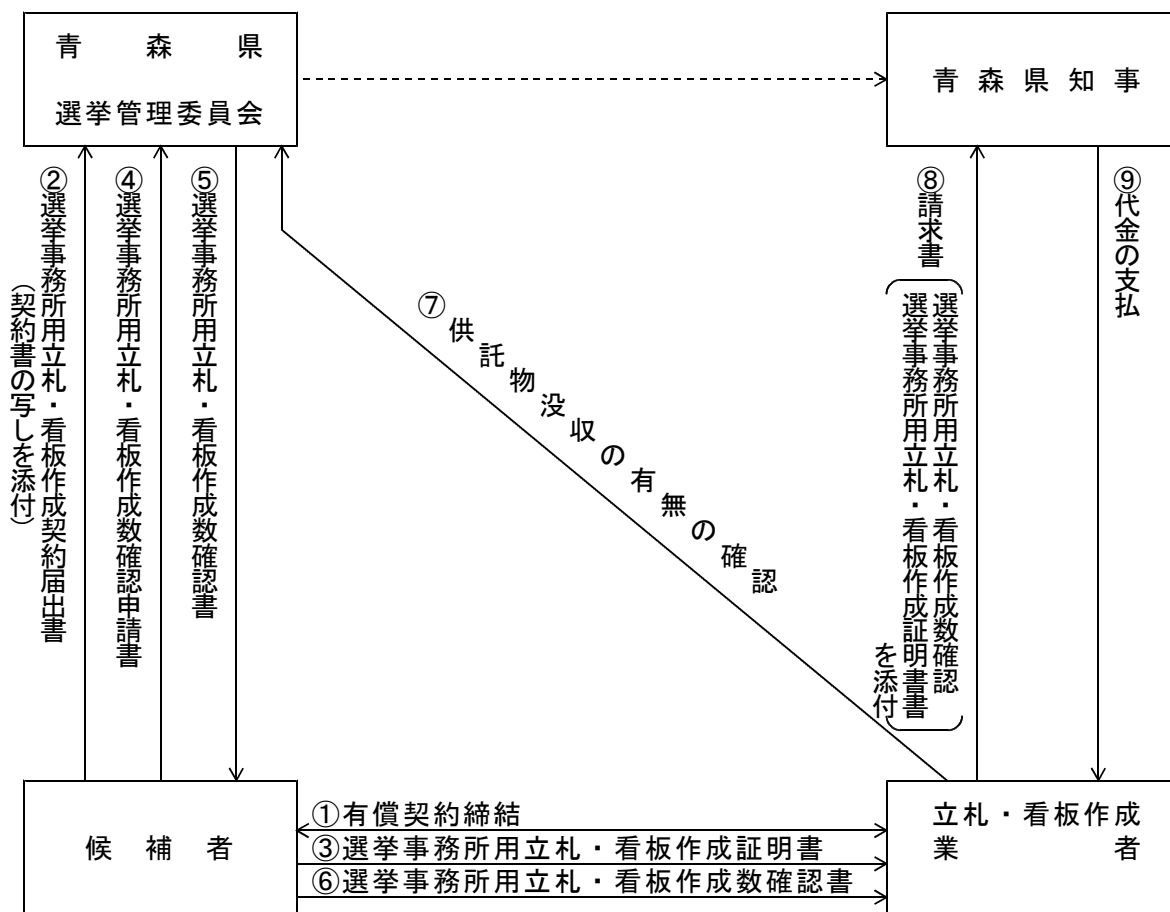 青森県
選挙管理委員会
青森県知事
②選挙事務所用立札・看板作成契約届出書
（契約書の写しを添付）
④選挙事務所用立札・看板作成数確認申請書
⑤選挙事務所用立札・看板作成数確認書
⑦供託物没収の有無の確認
⑧請求書
選挙事務所用立札・看板作成数確認書
選挙事務所用立札・看板作成証明書
を添付
⑨代金の支払
候補者
①有償契約締結
③選挙事務所用立札・看板作成証明書
⑥選挙事務所用立札・看板作成数確認書
立札・看板作成
業者